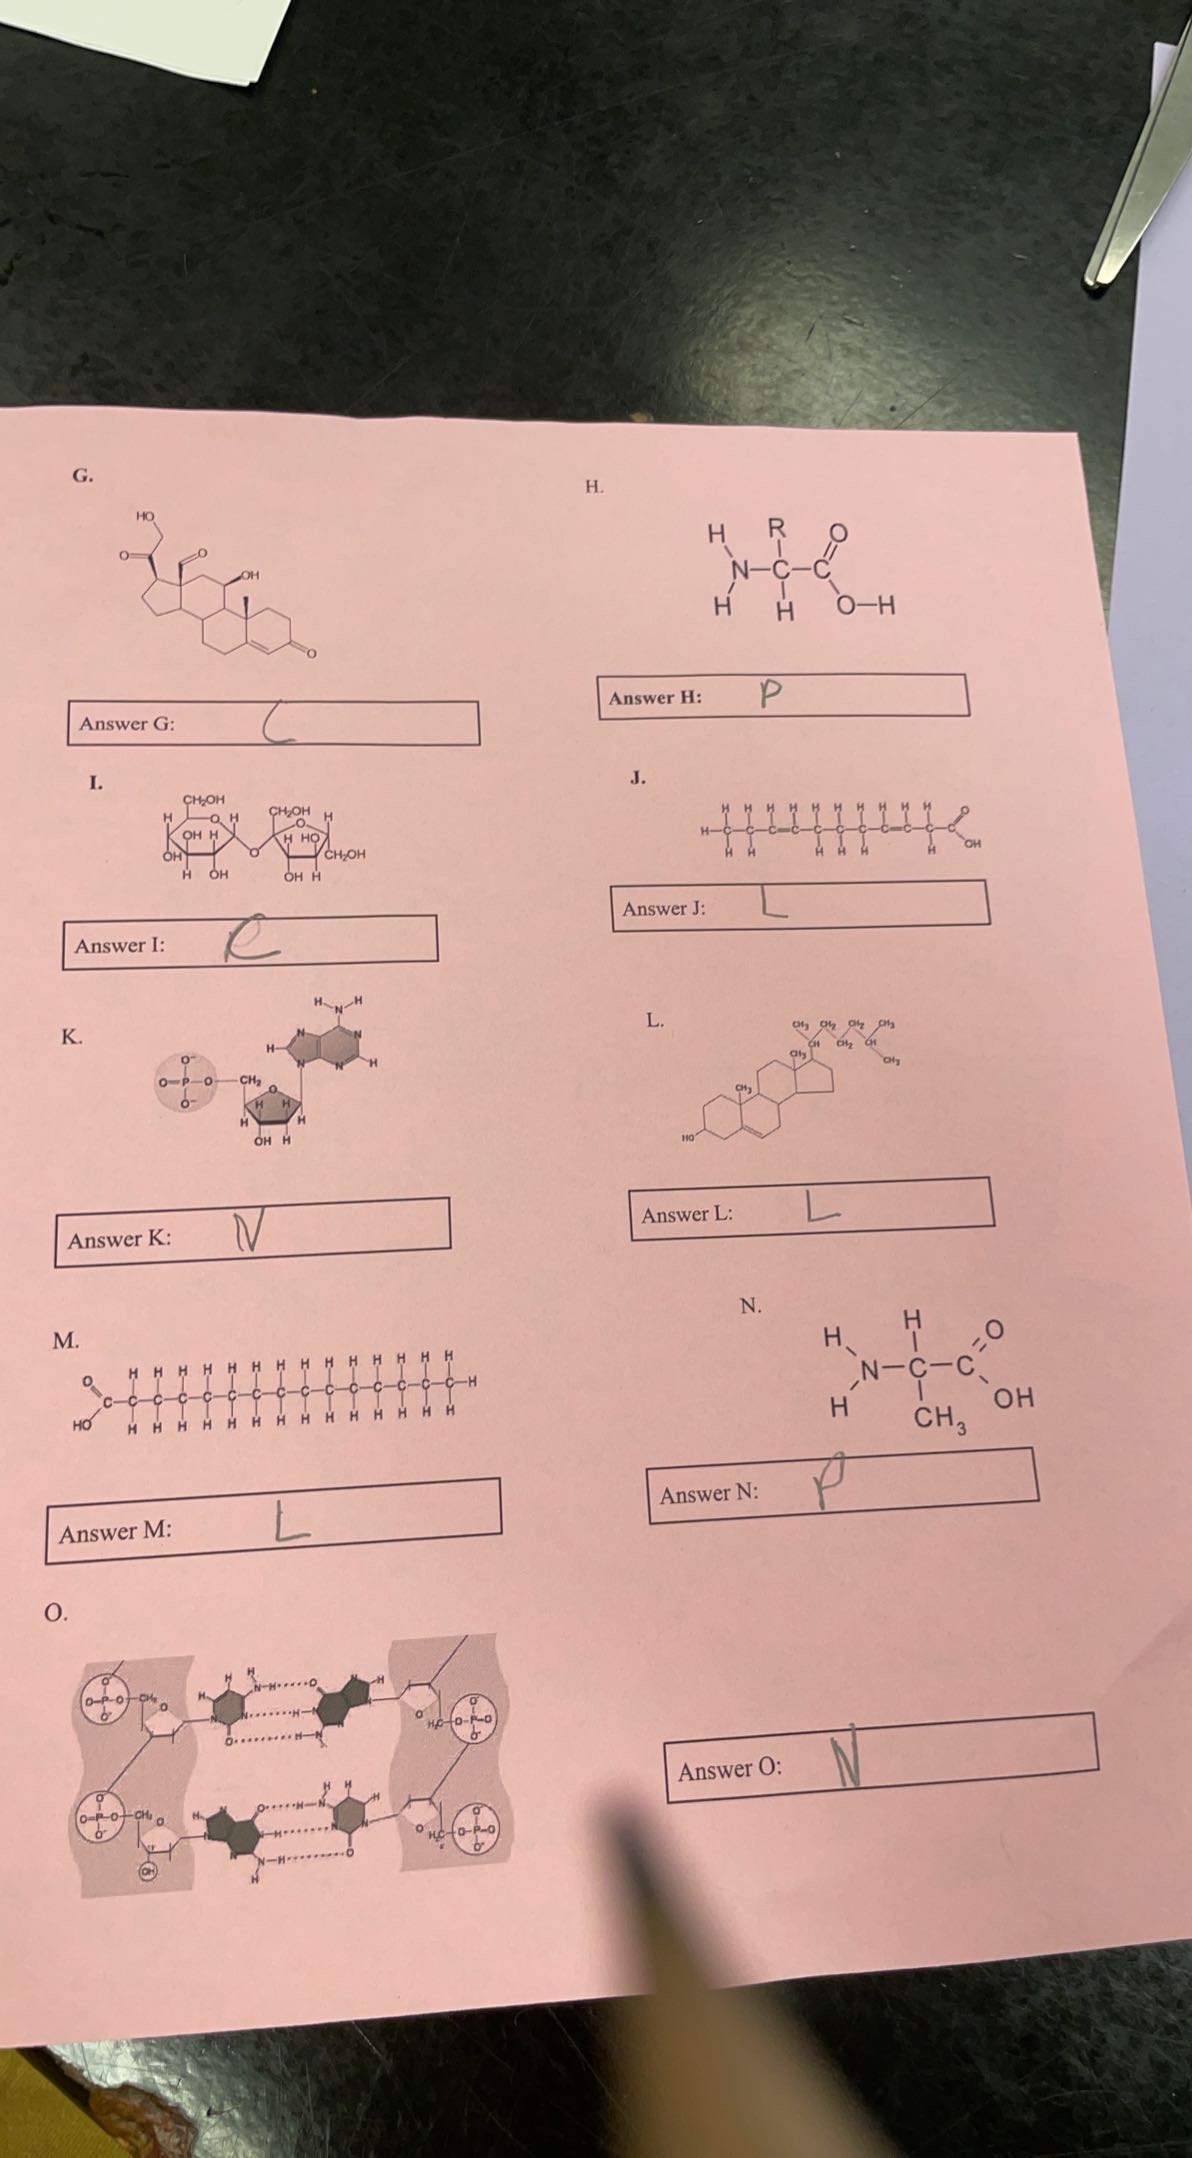 G.
H.
HO
O
O
OH
O
H R O
N-C-C
H H O-H
Answer G: C
Answer H: P
I.
J.
CH₂OH
H O H CH₂OH O H
OH H H HO
OH O CH₂OH
H OH OH H
H H H H H H H H H H
H-C-C-C=C-C-C-C-C=C-C-C O
H H H H H H OH
Answer I: C
Answer J: L
K.
L.
H N H
N N
H N N H
O⁻
O=P-O-CH₂ O
O⁻
H H H H
OH H
CH₃ CH₂ CH₂ CH₃
CH CH₂ CH
CH₃ CH₃
CH₃
HO
Answer K: N
Answer L: L
M.
N.
H H H H H H H H H H H H H H
O
C-C-C-C-C-C-C-C-C-C-C-C-C-C-C-H
HO H H H H H H H H H H H H H H
H H O
N-C-C
H CH₃ OH
Answer M: L
Answer N: P
O.
Answer O: N